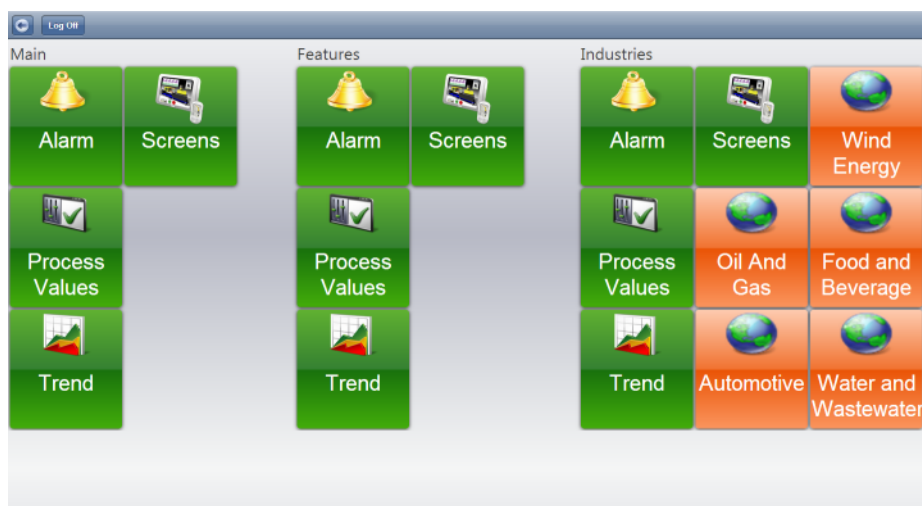 Log Off
Main
Features
Industries
Alarm
Screens
Alarm
Screens
Alarm
Screens
Wind
Energy
Process
Values
Process
Values
Process
Values
Oil And
Gas
Food and
Beverage
Trend
Trend
Trend
Automotive
Water and
Wastewater